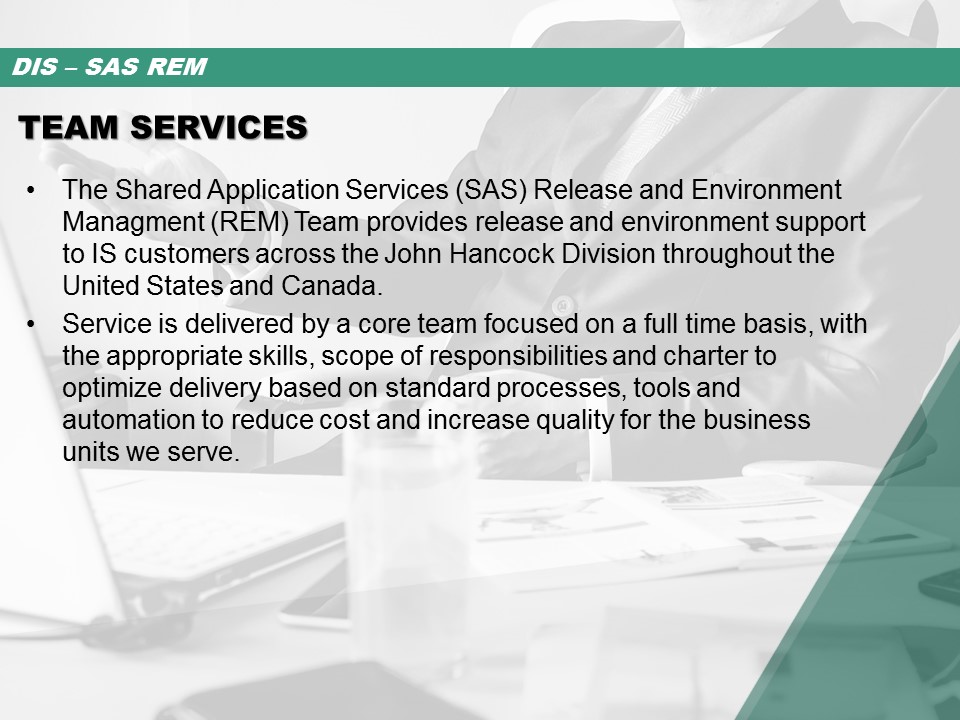 DIS – SAS REM
TEAM SERVICES
• The Shared Application Services (SAS) Release and Environment
Managment (REM) Team provides release and environment support
to IS customers across the John Hancock Division throughout the
United States and Canada.
• Service is delivered by a core team focused on a full time basis, with
the appropriate skills, scope of responsibilities and charter to
optimize delivery based on standard processes, tools and
automation to reduce cost and increase quality for the business
units we serve.